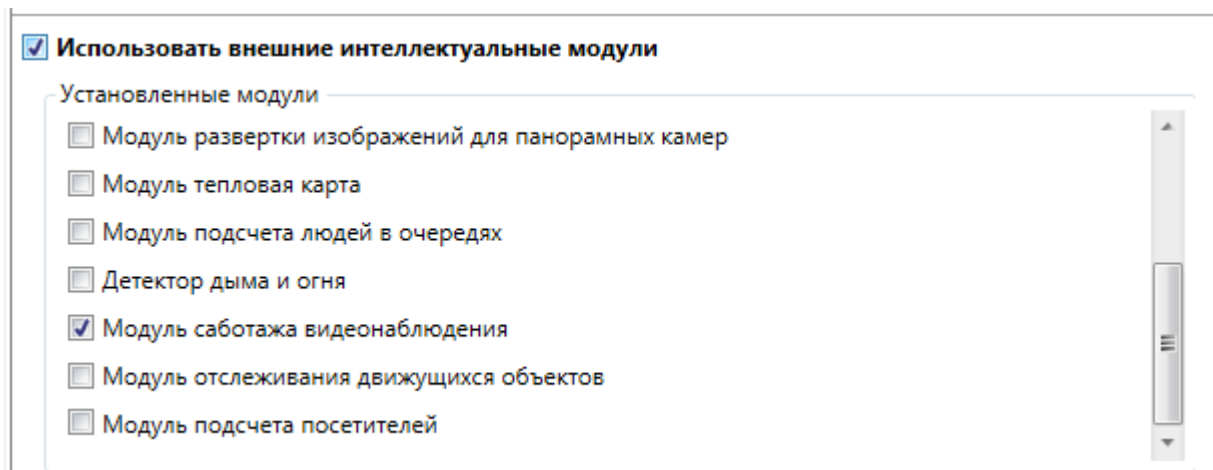 Использовать внешние интеллектуальные модули
Установленные модули
Модуль развертки изображений для панорамных камер
Модуль тепловая карта
Модуль подсчета людей в очередях
Детектор дыма и огня
Модуль саботажа видеонаблюдения
Модуль отслеживания движущихся объектов
Модуль подсчета посетителей